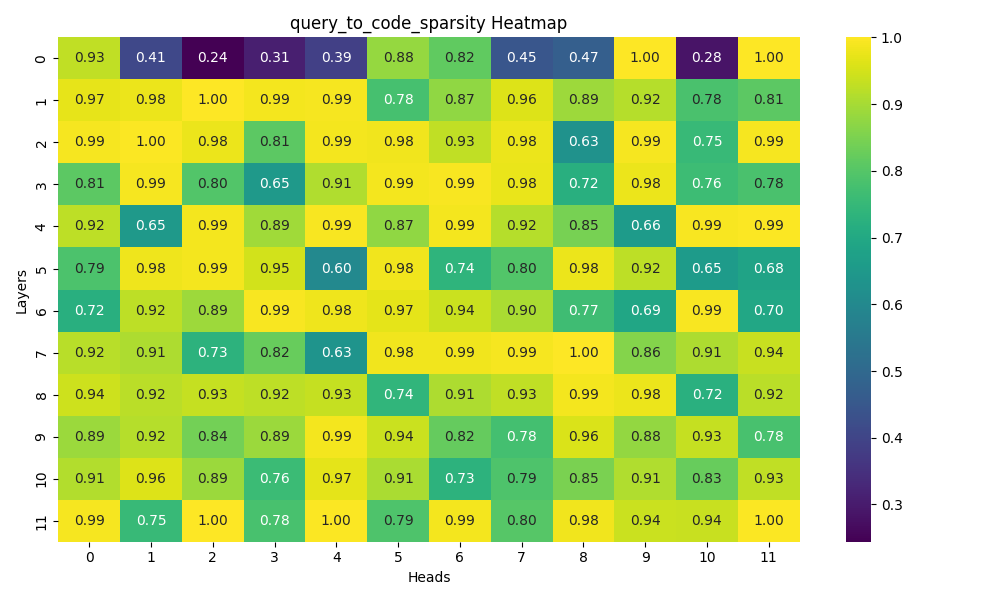 query_to_code_sparsity Heatmap
0 0.93 0.41 0.24 0.31 0.39 0.88 0.82 0.45 0.47 1.00 0.28 1.00
1 0.97 0.98 1.00 0.99 0.99 0.78 0.87 0.96 0.89 0.92 0.78 0.81
2 0.99 1.00 0.98 0.81 0.99 0.98 0.93 0.98 0.63 0.99 0.75 0.99
3 0.81 0.99 0.80 0.65 0.91 0.99 0.99 0.98 0.72 0.98 0.76 0.78
4 0.92 0.65 0.99 0.89 0.99 0.87 0.99 0.92 0.85 0.66 0.99 0.99
5 0.79 0.98 0.99 0.95 0.60 0.98 0.74 0.80 0.98 0.92 0.65 0.68
6 0.72 0.92 0.89 0.99 0.98 0.97 0.94 0.90 0.77 0.69 0.99 0.70
7 0.92 0.91 0.73 0.82 0.63 0.98 0.99 0.99 1.00 0.86 0.91 0.94
8 0.94 0.92 0.93 0.92 0.93 0.74 0.91 0.93 0.99 0.98 0.72 0.92
9 0.89 0.92 0.84 0.89 0.99 0.94 0.82 0.78 0.96 0.88 0.93 0.78
10 0.91 0.96 0.89 0.76 0.97 0.91 0.73 0.79 0.85 0.91 0.83 0.93
11 0.99 0.75 1.00 0.78 1.00 0.79 0.99 0.80 0.98 0.94 0.94 1.00
0 1 2 3 4 5 6 7 8 9 10 11
Heads
Layers
1.0
0.9
0.8
0.7
0.6
0.5
0.4
0.3